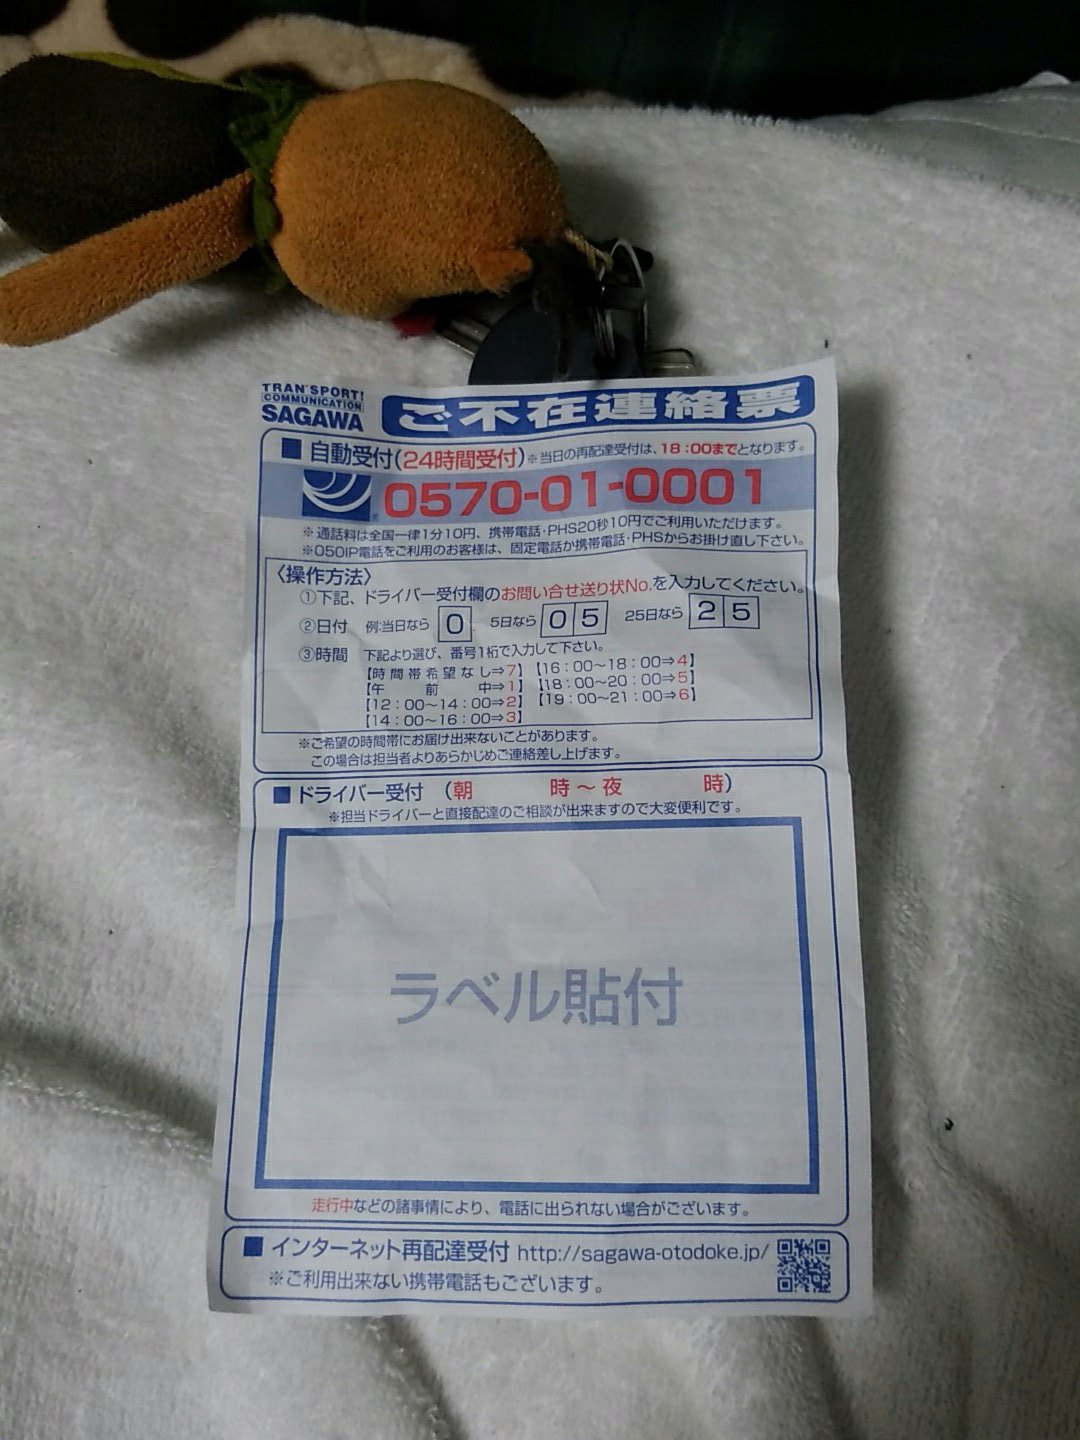 TRANSPORT!
COMMUNICATION
SAGAWA
ご不在連絡票
■ 自動受付(24時間受付)※当日の再配達受付は、18:00までとなります。
0570-01-0001
※通話料は全国一律1分10円、携帯電話・PHS20秒10円でご利用いただけます。
※050IP電話をご利用のお客様は、固定電話か携帯電話・PHSからお掛け直し下さい。
〈操作方法〉
①下記、ドライバー受付欄のお問い合せ送り状No.を入力してください。
②日付 例:当日なら 0 5日なら 05 25日なら 25
③時間 下記より選び、番号1桁で入力して下さい。
【時間帯希望なし⇒7】【16:00〜18:00⇒4】
【午前中⇒1】【18:00〜20:00⇒5】
【12:00〜14:00⇒2】【19:00〜21:00⇒6】
【14:00〜16:00⇒3】
※ご希望の時間帯にお届け出来ないことがあります。
この場合は担当者よりあらかじめご連絡差し上げます。
■ ドライバー受付 (朝 時〜夜 時)
※担当ドライバーと直接配達のご相談が出来ますので大変便利です。
ラベル貼付
走行中などの諸事情により、電話に出られない場合がございます。
■ インターネット再配達受付 http://sagawa-otodoke.jp/
※ご利用出来ない携帯電話もございます。